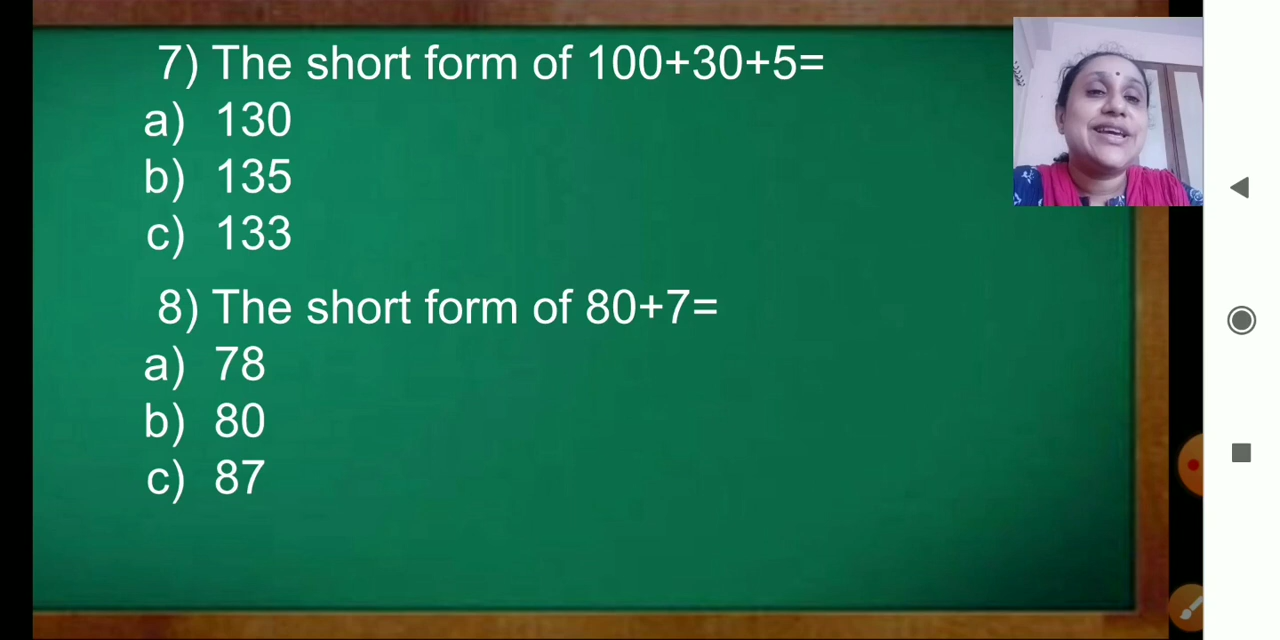 7) The short form of 100+30+5=
a) 130
b) 135
c) 133
8) The short form of 80+7=
a) 78
b) 80
c) 87